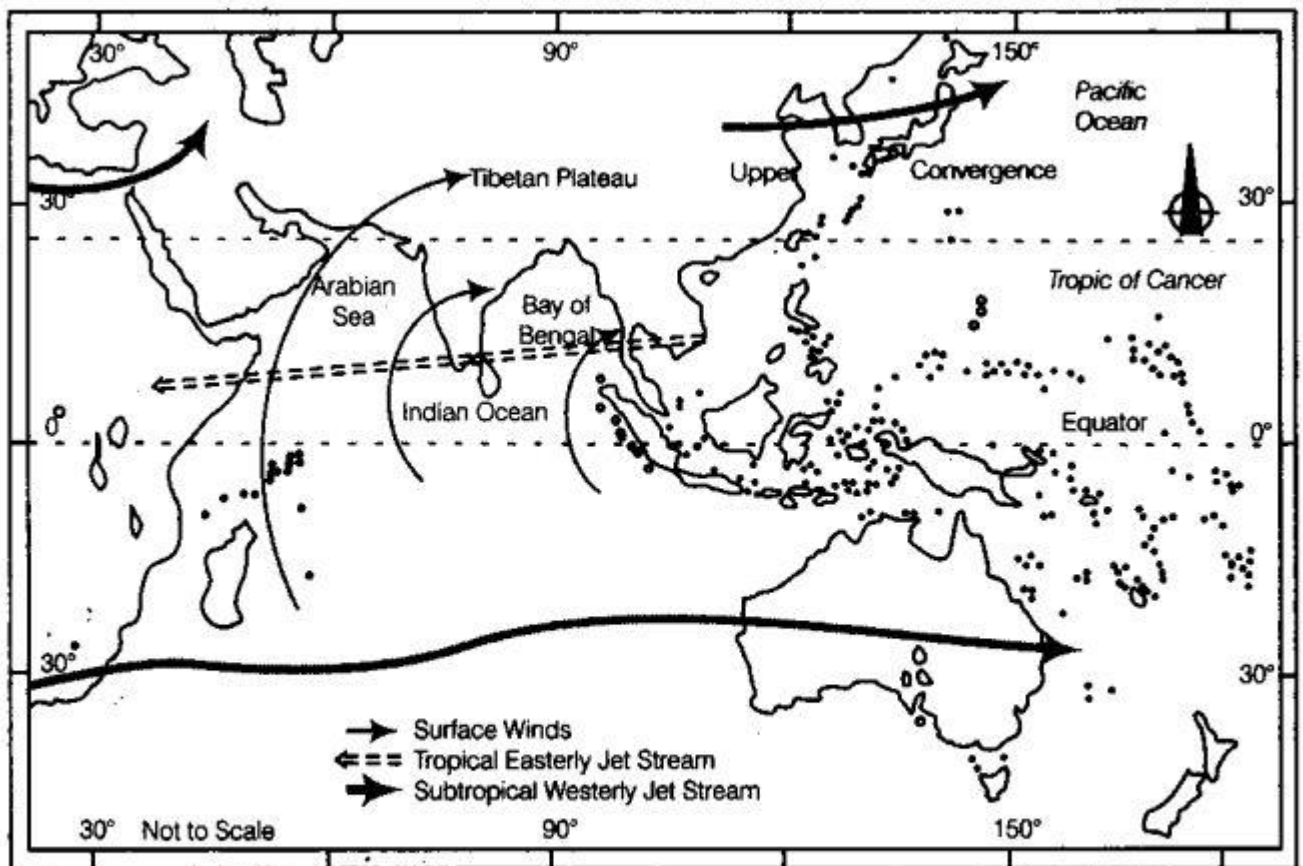 30°
90°
150°
Pacific
Ocean
Tibetan Plateau
Upper
Convergence
30°
30°
Arabian
Sea
Tropic of Cancer
Bay of
Bengal
Indian Ocean
Equator
0°
0°
30°
30°
Surface Winds
Tropical Easterly Jet Stream
Subtropical Westerly Jet Stream
30°
Not to Scale
90°
150°